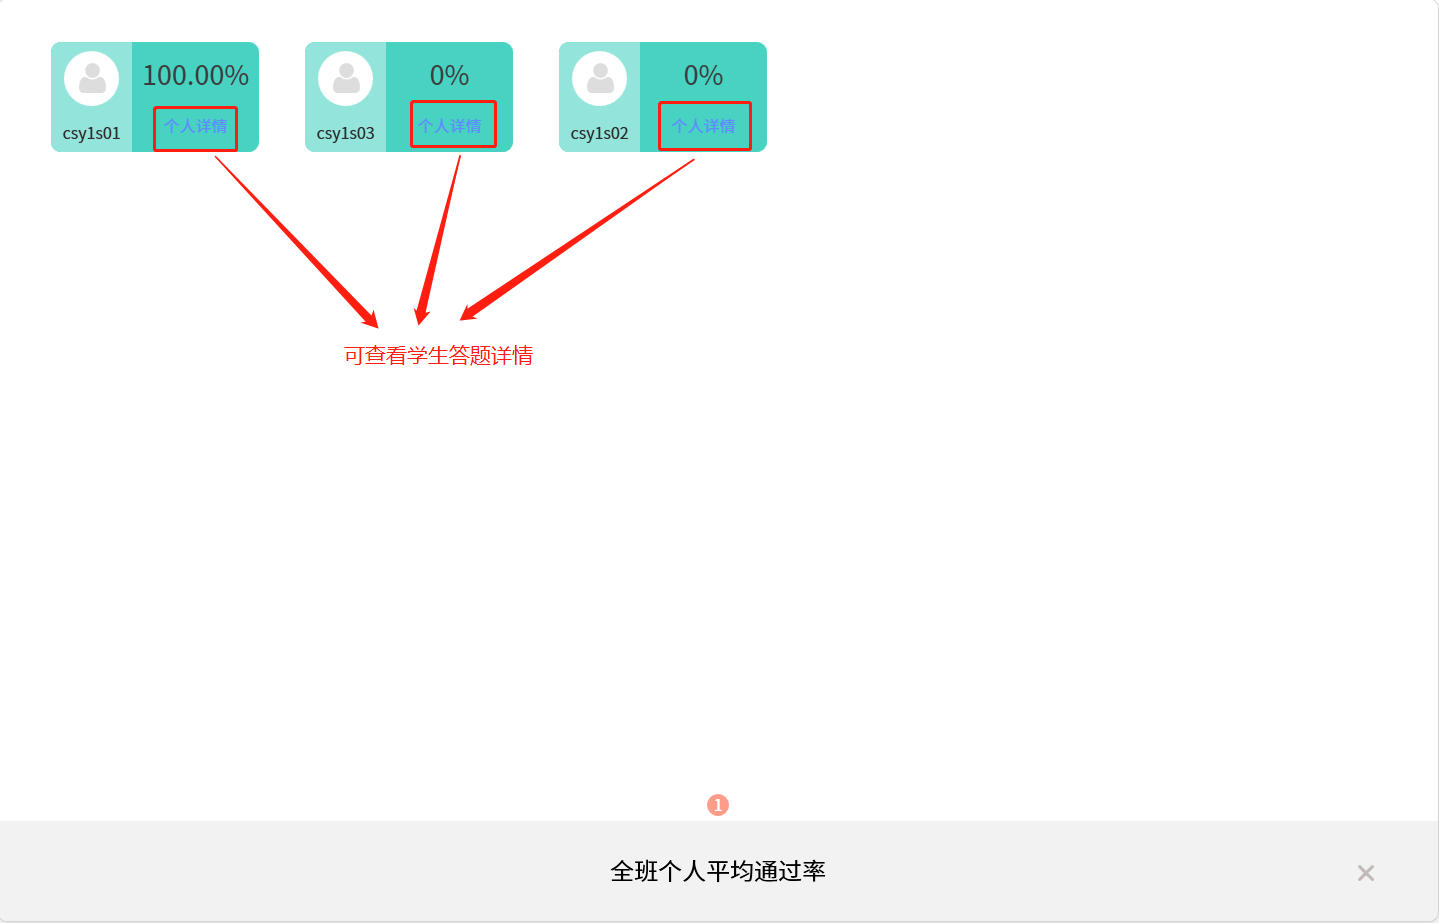 100.00%
个人详情
csy1s01
0%
个人详情
csy1s03
0%
个人详情
csy1s02
可查看学生答题详情
1
全班个人平均通过率